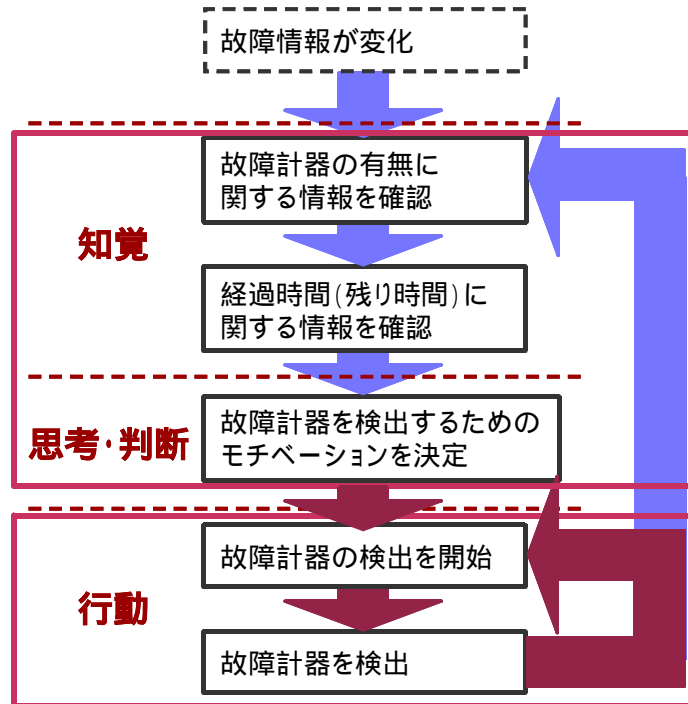 故障情報が変化
故障計器の有無に
関する情報を確認
知覚
経過時間(残り時間)に
関する情報を確認
思考・判断
故障計器を検出するための
モチベーションを決定
故障計器の検出を開始
行動
故障計器を検出